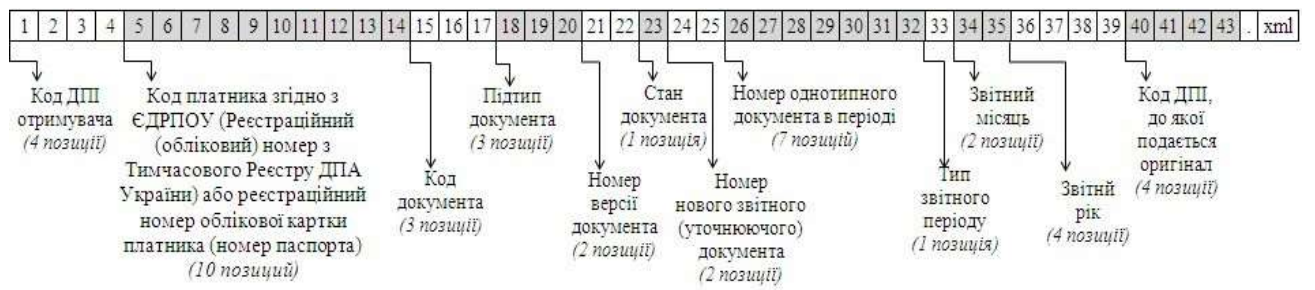 1 2 3 4 5 6 7 8 9 10 11 12 13 14 15 16 17 18 19 20 21 22 23 24 25 26 27 28 29 30 31 32 33 34 35 36 37 38 39 40 41 42 43 . xml
Код ДПІ
отримувача
(4 позиції)
Код платника згідно з
ЄДРПОУ (Реєстраційний
(обліковий) номер з
Тимчасового Реєстру ДПА
України) або реєстраційний
номер облікової картки
платника (номер паспорта)
(10 позиций)
Код
документа
(3 позиції)
Підтип
документа
(3 позиції)
Номер
версії
документа
(2 позиції)
Стан
документа
(1 позиція)
Номер
нового звітного
(уточнюючого)
документа
(2 позиції)
Номер однотипного
документа в періоді
(7 позицій)
Тип
звітного
періоду
(1 позиція)
Звітний
місяць
(2 позиції)
Звітнй
рік
(4 позиції)
Код ДПІ,
до якої
подається
оригінал
(4 позиції)